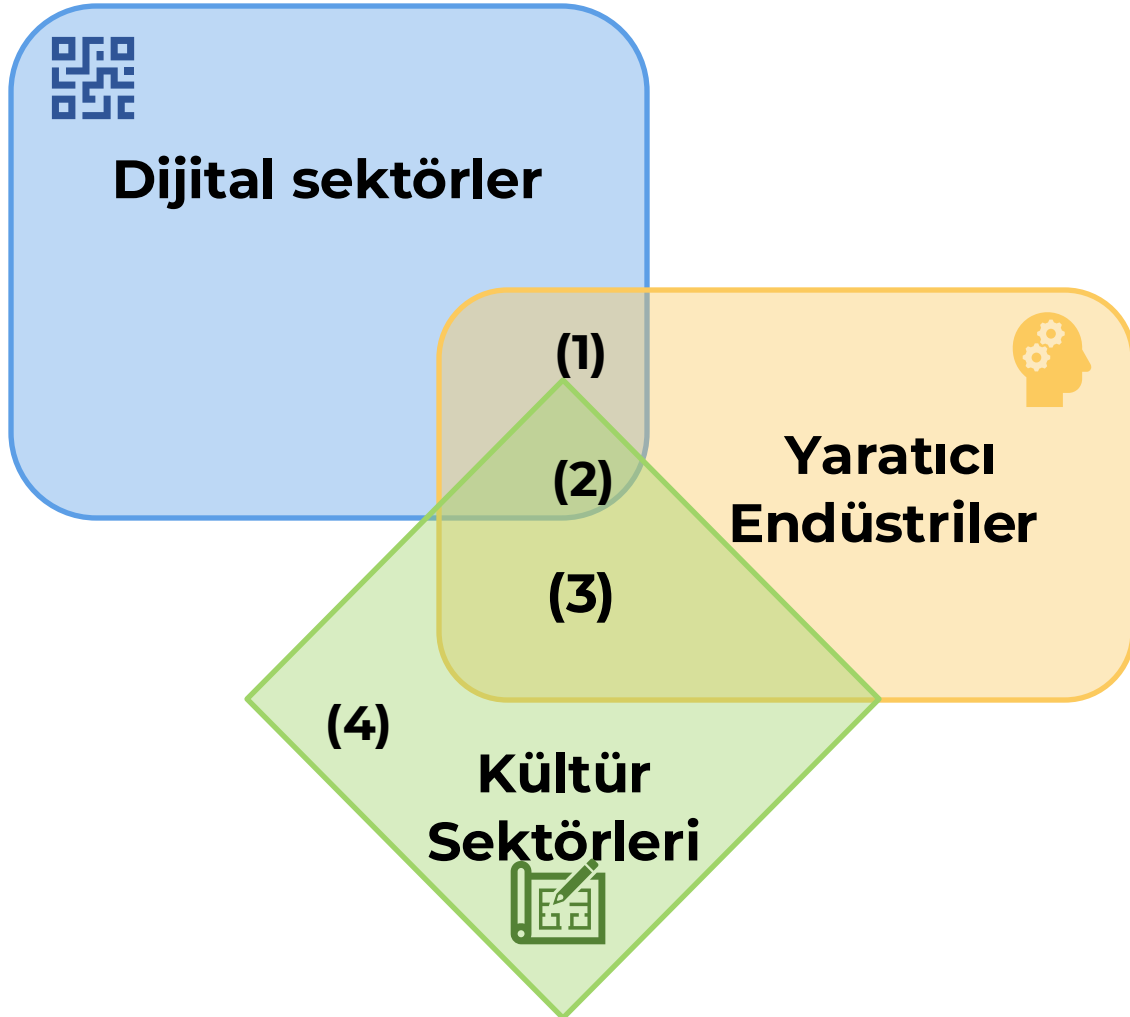 Dijital sektörler
(1)
Yaratıcı
Endüstriler
(2)
(3)
(4)
Kültür
Sektörleri